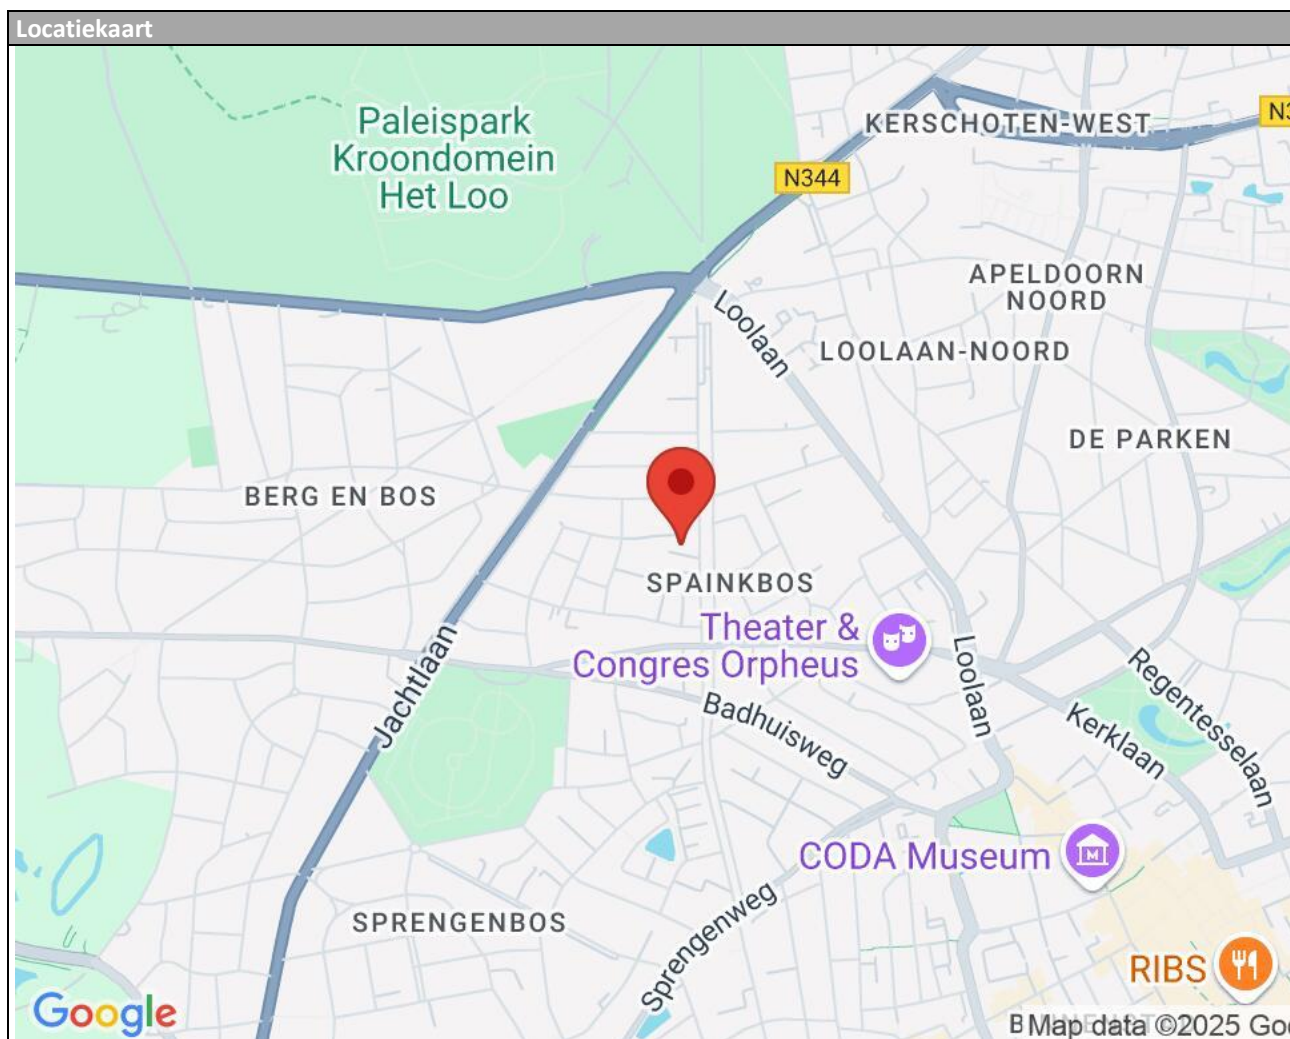 Locatiekaart
Paleispark
Kroondomein
Het Loo
KERSCHOTEN-WEST
N344
APELDOORN
NOORD
Loolaan
LOOLAAN-NOORD
DE PARKEN
BERG EN BOS
SPAINKBOS
Theater &
Congres Orpheus
Jachtlaan
Loolaan
Regentesselaan
Badhuisweg
Kerklaan
CODA Museum
M
SPRENGENBOS
Sprengenweg
RIBS
Google
Map data ©2025